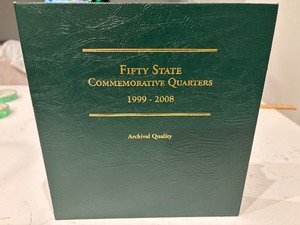 Fifty State
Commemorative Quarters
1999 - 2008
Archival Quality